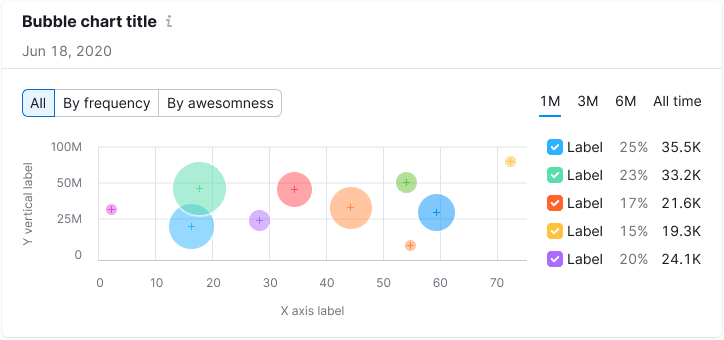 Bubble chart title
Jun 18, 2020
All By frequency By awesomness
1M 3M 6M All time
Y vertical label
100M
50M
25M
0
0 10 20 30 40 50 60 70
X axis label
Label 25% 35.5K
Label 23% 33.2K
Label 17% 21.6K
Label 15% 19.3K
Label 20% 24.1K